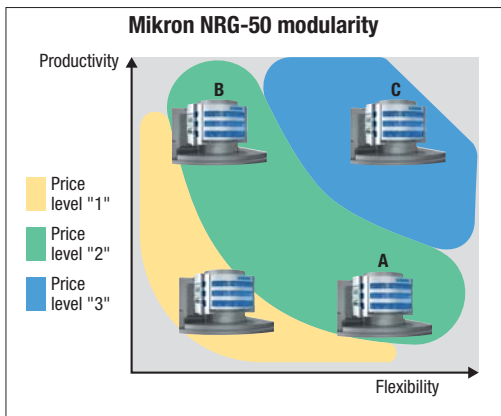 Mikron NRG-50 modularity
Productivity
B
C
Price
level "1"
Price
level "2"
A
Price
level "3"
Flexibility